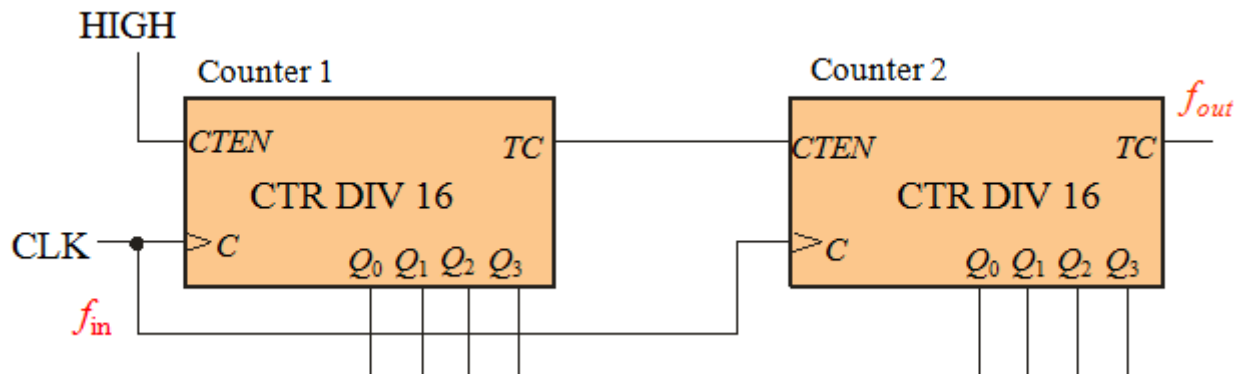 HIGH
Counter 1
Counter 2
f_out
CTEN
TC
CTEN
TC
CTR DIV 16
CTR DIV 16
CLK
C
C
Q₀ Q₁ Q₂ Q₃
Q₀ Q₁ Q₂ Q₃
f_in